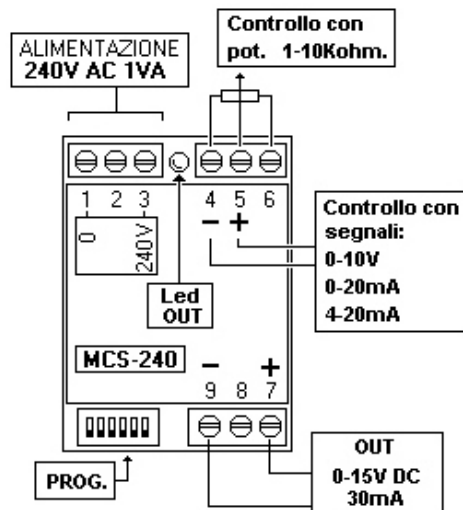 Controllo con
pot. 1-10Kohm.
ALIMENTAZIONE
240V AC 1VA
1 2 3 4 5 6
- +
0
240V
Controllo con
segnali:
0-10V
0-20mA
4-20mA
Led
OUT
MCS-240
- +
9 8 7
PROG.
OUT
0-15V DC
30mA